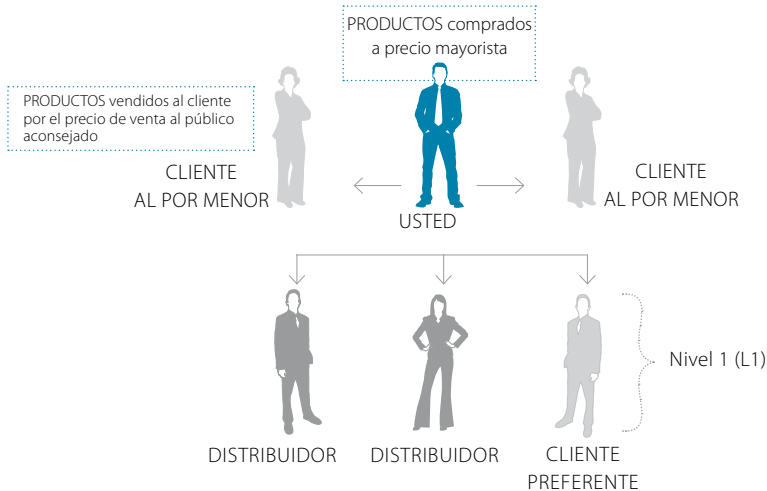 PRODUCTOS comprados
a precio mayorista
PRODUCTOS vendidos al cliente
por el precio de venta al público
aconsejado
CLIENTE
AL POR MENOR
USTED
CLIENTE
AL POR MENOR
Nivel 1 (L1)
DISTRIBUIDOR
DISTRIBUIDOR
CLIENTE
PREFERENTE